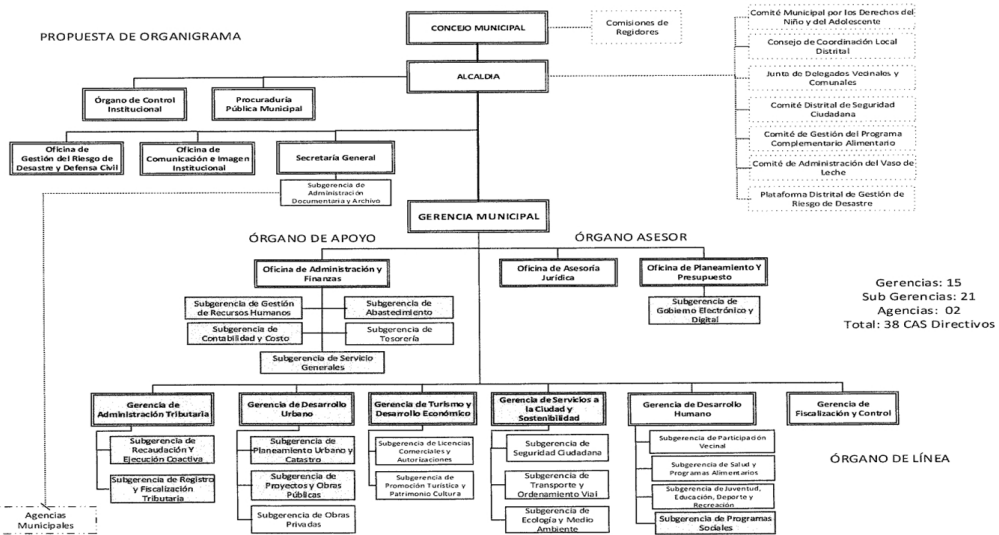 PROPUESTA DE ORGANIGRAMA
CONCEJO MUNICIPAL
Comisiones de
Regidores
ALCALDIA
Comité Municipal por los Derechos del
Niño y del Adolescente
Consejo de Coordinación Local
Distrital
Junta de Delegados Vecinales y
Comunales
Comité Distrital de Seguridad
Ciudadana
Comité de Gestión del Programa
Complementario Alimentario
Comité de Administración del Vaso de
Leche
Plataforma Distrital de Gestión de
Riesgo de Desastre
Órgano de Control
Institucional
Procuraduría
Pública Municipal
Oficina de
Gestión del Riesgo de
Desastre y Defensa Civil
Oficina de
Comunicación e Imagen
Institucional
Secretaría General
Subgerencia de
Administración
Documentaria y Archivo
GERENCIA MUNICIPAL
ÓRGANO DE APOYO
ÓRGANO ASESOR
Oficina de Administración y
Finanzas
Oficina de Asesoría
Jurídica
Oficina de Planeamiento Y
Presupuesto
Subgerencia de Gestión
de Recursos Humanos
Subgerencia de
Abastedimiento
Subgerencia de
Contabilidad y Costo
Subgerencia de
Tosorería
Subgerencia de Servicio
Generales
Subgerencia de
Gobierno Electrónico y
Digital
Gerencias: 15
Sub Gerencias: 21
Agencias: 02
Total: 38 CAS Directivos
Gerencia de
Administración Tributaria
Gerencia de Desarrollo
Urbano
Gerencia de Turismo y
Desarrollo Económico
Gerencia de Servicios a
la Ciudad y
Sostenibilidad
Gerencia de Desarrollo
Humano
Gerencia de
Fiscalización y Control
Subgerencia de
Recaudación Y
Ejecución Coactiva
Subgerencia de Registro
y Fiscalización
Tributaria
Subgerencia de
Planeamiento Urbano y
Catastro
Subgerencia de
Proyectos y Obras
Públicas
Subgerencia de Obras
Privadas
Subgerencia de Licencias
Comerciales y
Autorizaciones
Subgerencia de
Promoción Turística y
Patrimonio Cultura
Subgerencia de
Seguridad Ciudadana
Subgerencia de
Transporte y
Ordenamiento Vial
Subgerencia de
Ecología y Medio
Ambiente
Subgerencia de Participación
Vecinal
Subgerencia de Salud y
Programas Alimentarios
Subgerencia de Juventud,
Educación, Deporte y
Recreación
Subgerencia de Programas
Sociales
ÓRGANO DE LÍNEA
Agencias
Municipales